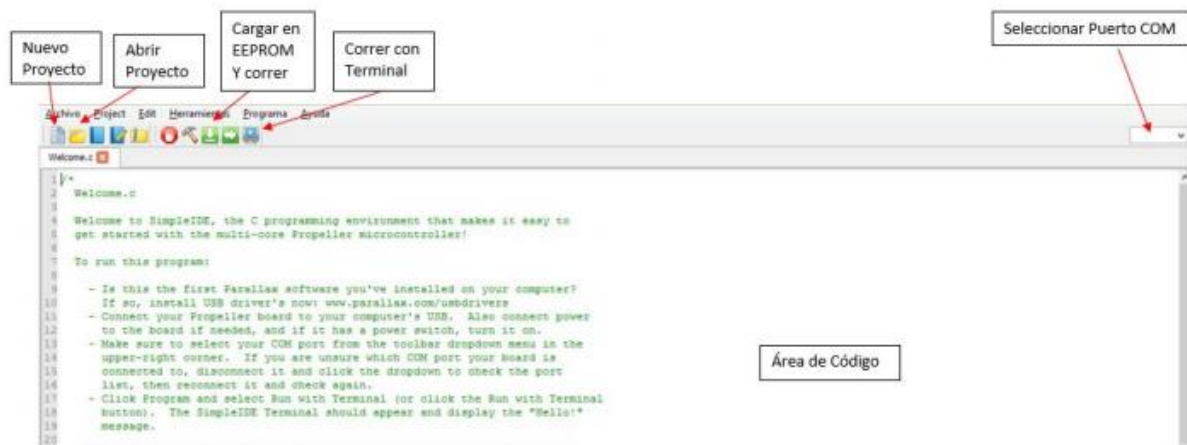 Nuevo
Proyecto
Abrir
Proyecto
Cargar en
EEPROM
Y correr
Correr con
Terminal
Seleccionar Puerto COM
Archivo Project Edit Herramientas Programa Ayuda
Welcome.c
1 /*
2 Welcome.c
3
4 Welcome to SimpleIDE, the C programming environment that makes it easy to
5 get started with the multi-core Propeller microcontroller!
6
7 To run this program:
8
9 - Is this the first Parallax software you've installed on your computer?
10 If so, install USB driver's now: www.parallax.com/usbdrivers
11 - Connect your Propeller board to your computer's USB. Also connect power
12 to the board if needed, and if it has a power switch, turn it on.
13 - Make sure to select your COM port from the toolbar dropdown menu in the
14 upper-right corner. If you are unsure which COM port your board is
15 connected to, disconnect it and click the dropdown to check the port
16 list, then reconnect it and check again.
17 - Click Program and select Run with Terminal (or click the Run with Terminal
18 button). The SimpleIDE Terminal should appear and display the "Hello!"
19 message.
20
Área de Código